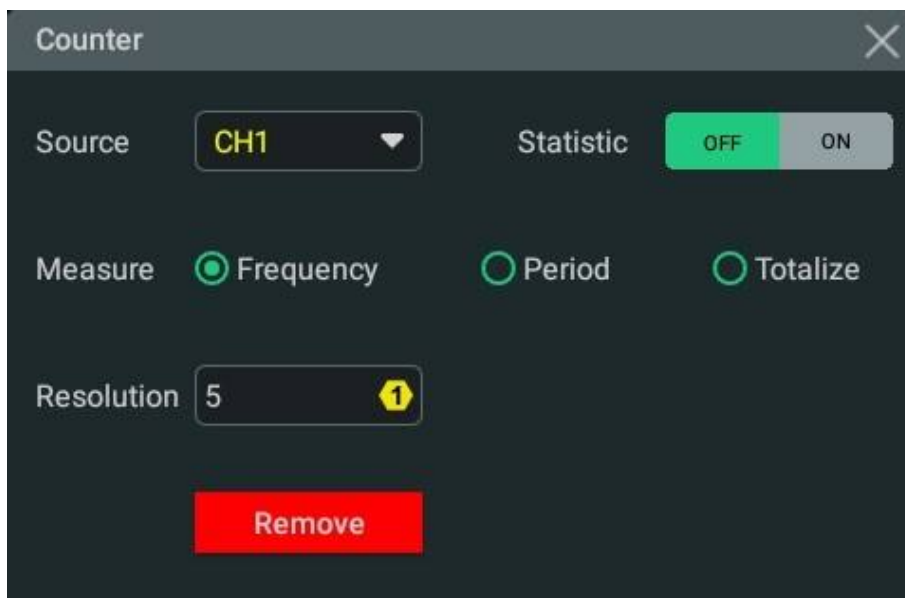 Counter
Source CH1 Statistic OFF ON
Measure Frequency Period Totalize
Resolution 5 1
Remove